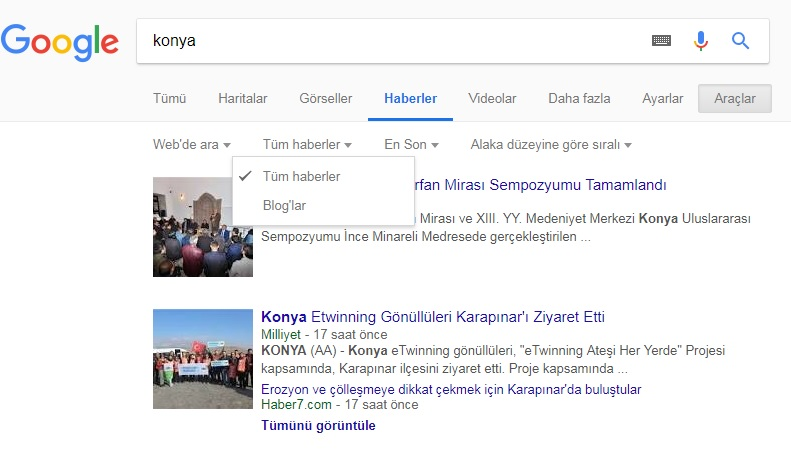 Google
konya
Tümü Haritalar Görseller Haberler Videolar Daha fazla Ayarlar Araçlar
Web'de ara Tüm haberler En Son Alaka düzeyine göre sıralı
Tüm haberler
Blog'lar
rfan Mirası Sempozyumu Tamamlandı
Mirası ve XIII. YY. Medeniyet Merkezi Konya Uluslararası
Sempozyumu İnce Minareli Medresede gerçekleştirilen ...
Konya Etwinning Gönüllüleri Karapınar'ı Ziyaret Etti
Milliyet - 17 saat önce
KONYA (AA) - Konya eTwinning gönüllüleri, "eTwinning Ateşi Her Yerde" Projesi
kapsamında, Karapınar ilçesini ziyaret etti. Proje kapsamında ...
Erozyon ve çölleşmeye dikkat çekmek için Karapınar'da buluştular
Haber7.com - 17 saat önce
Tümünü görüntüle